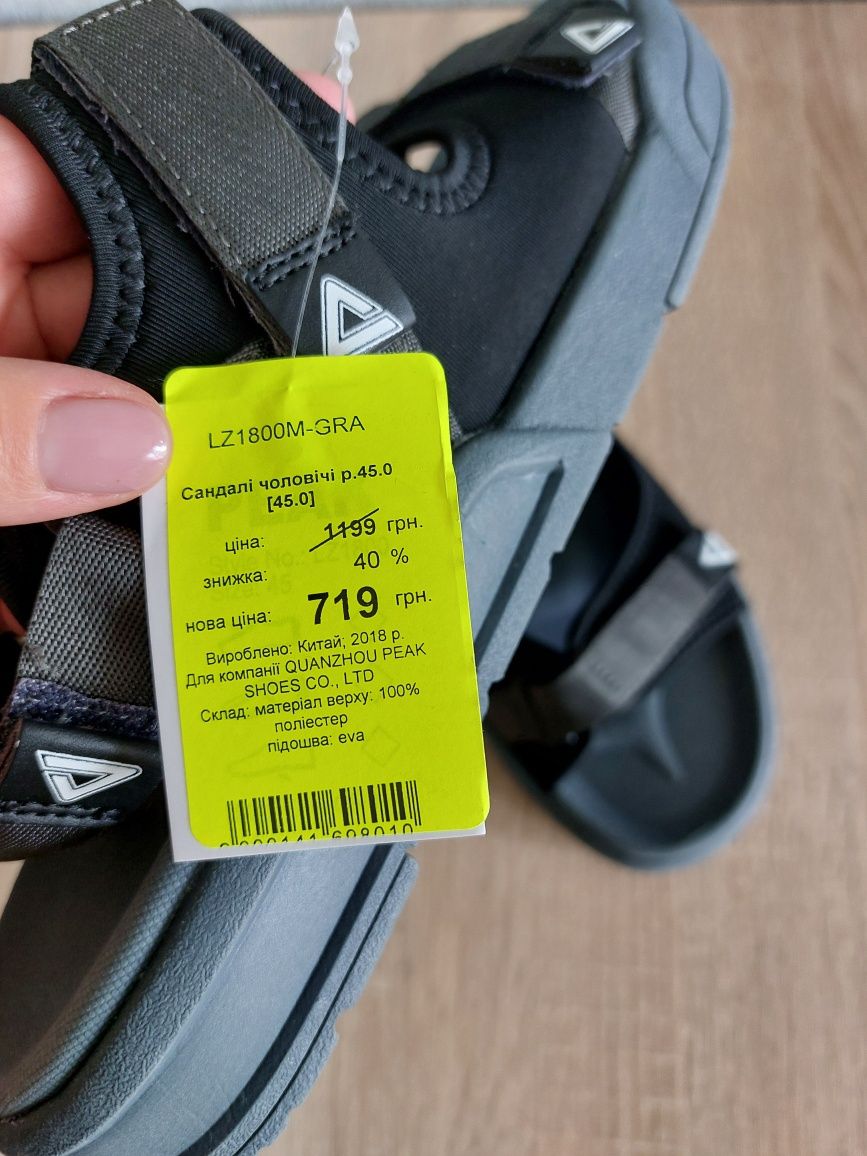 LZ1800M-GRA
Сандалі чоловічі р.45.0
[45.0]
ціна: 1199 грн.
знижка: 40 %
нова ціна: 719 грн.
Вироблено: Китай; 2018 р.
Для компанії QUANZHOU PEAK
SHOES CO., LTD
Склад: матеріал верху: 100%
поліестер
підошва: eva